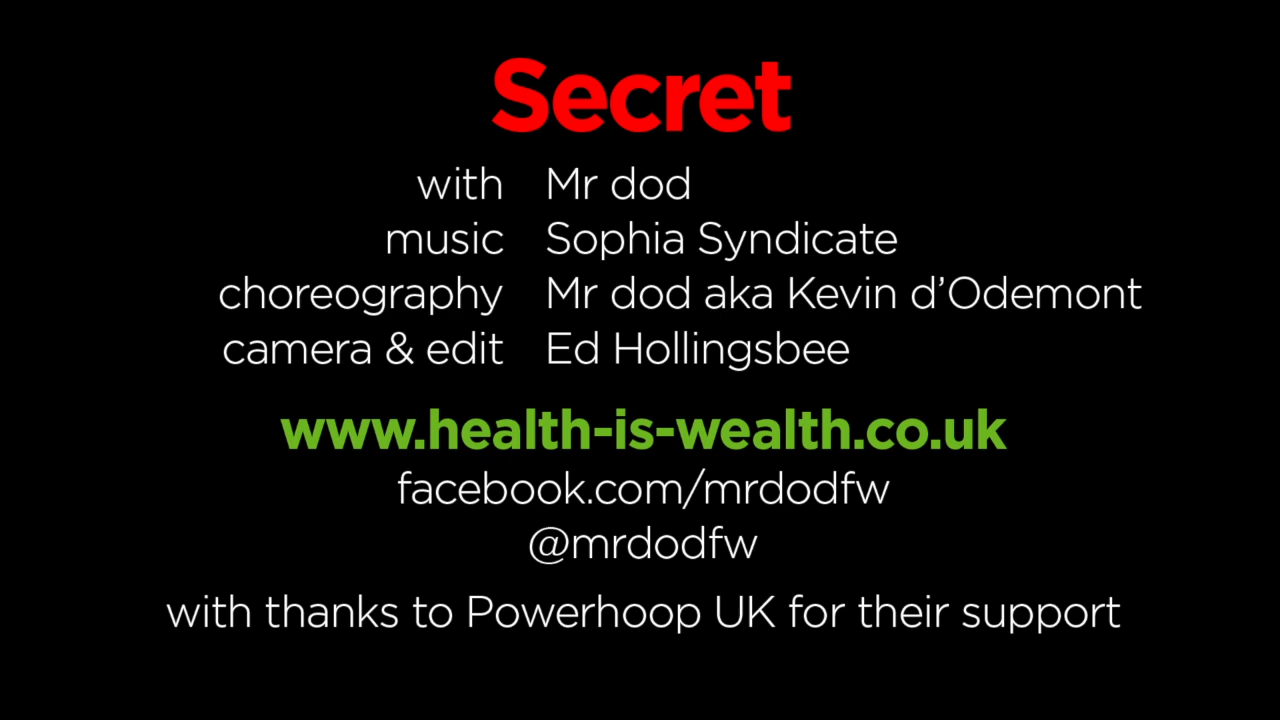 Secret
with Mr dod
music Sophia Syndicate
choreography Mr dod aka Kevin d’Odemont
camera & edit Ed Hollingsbee
www.health-is-wealth.co.uk
facebook.com/mrdodfw
@mrdodfw
with thanks to Powerhoop UK for their support